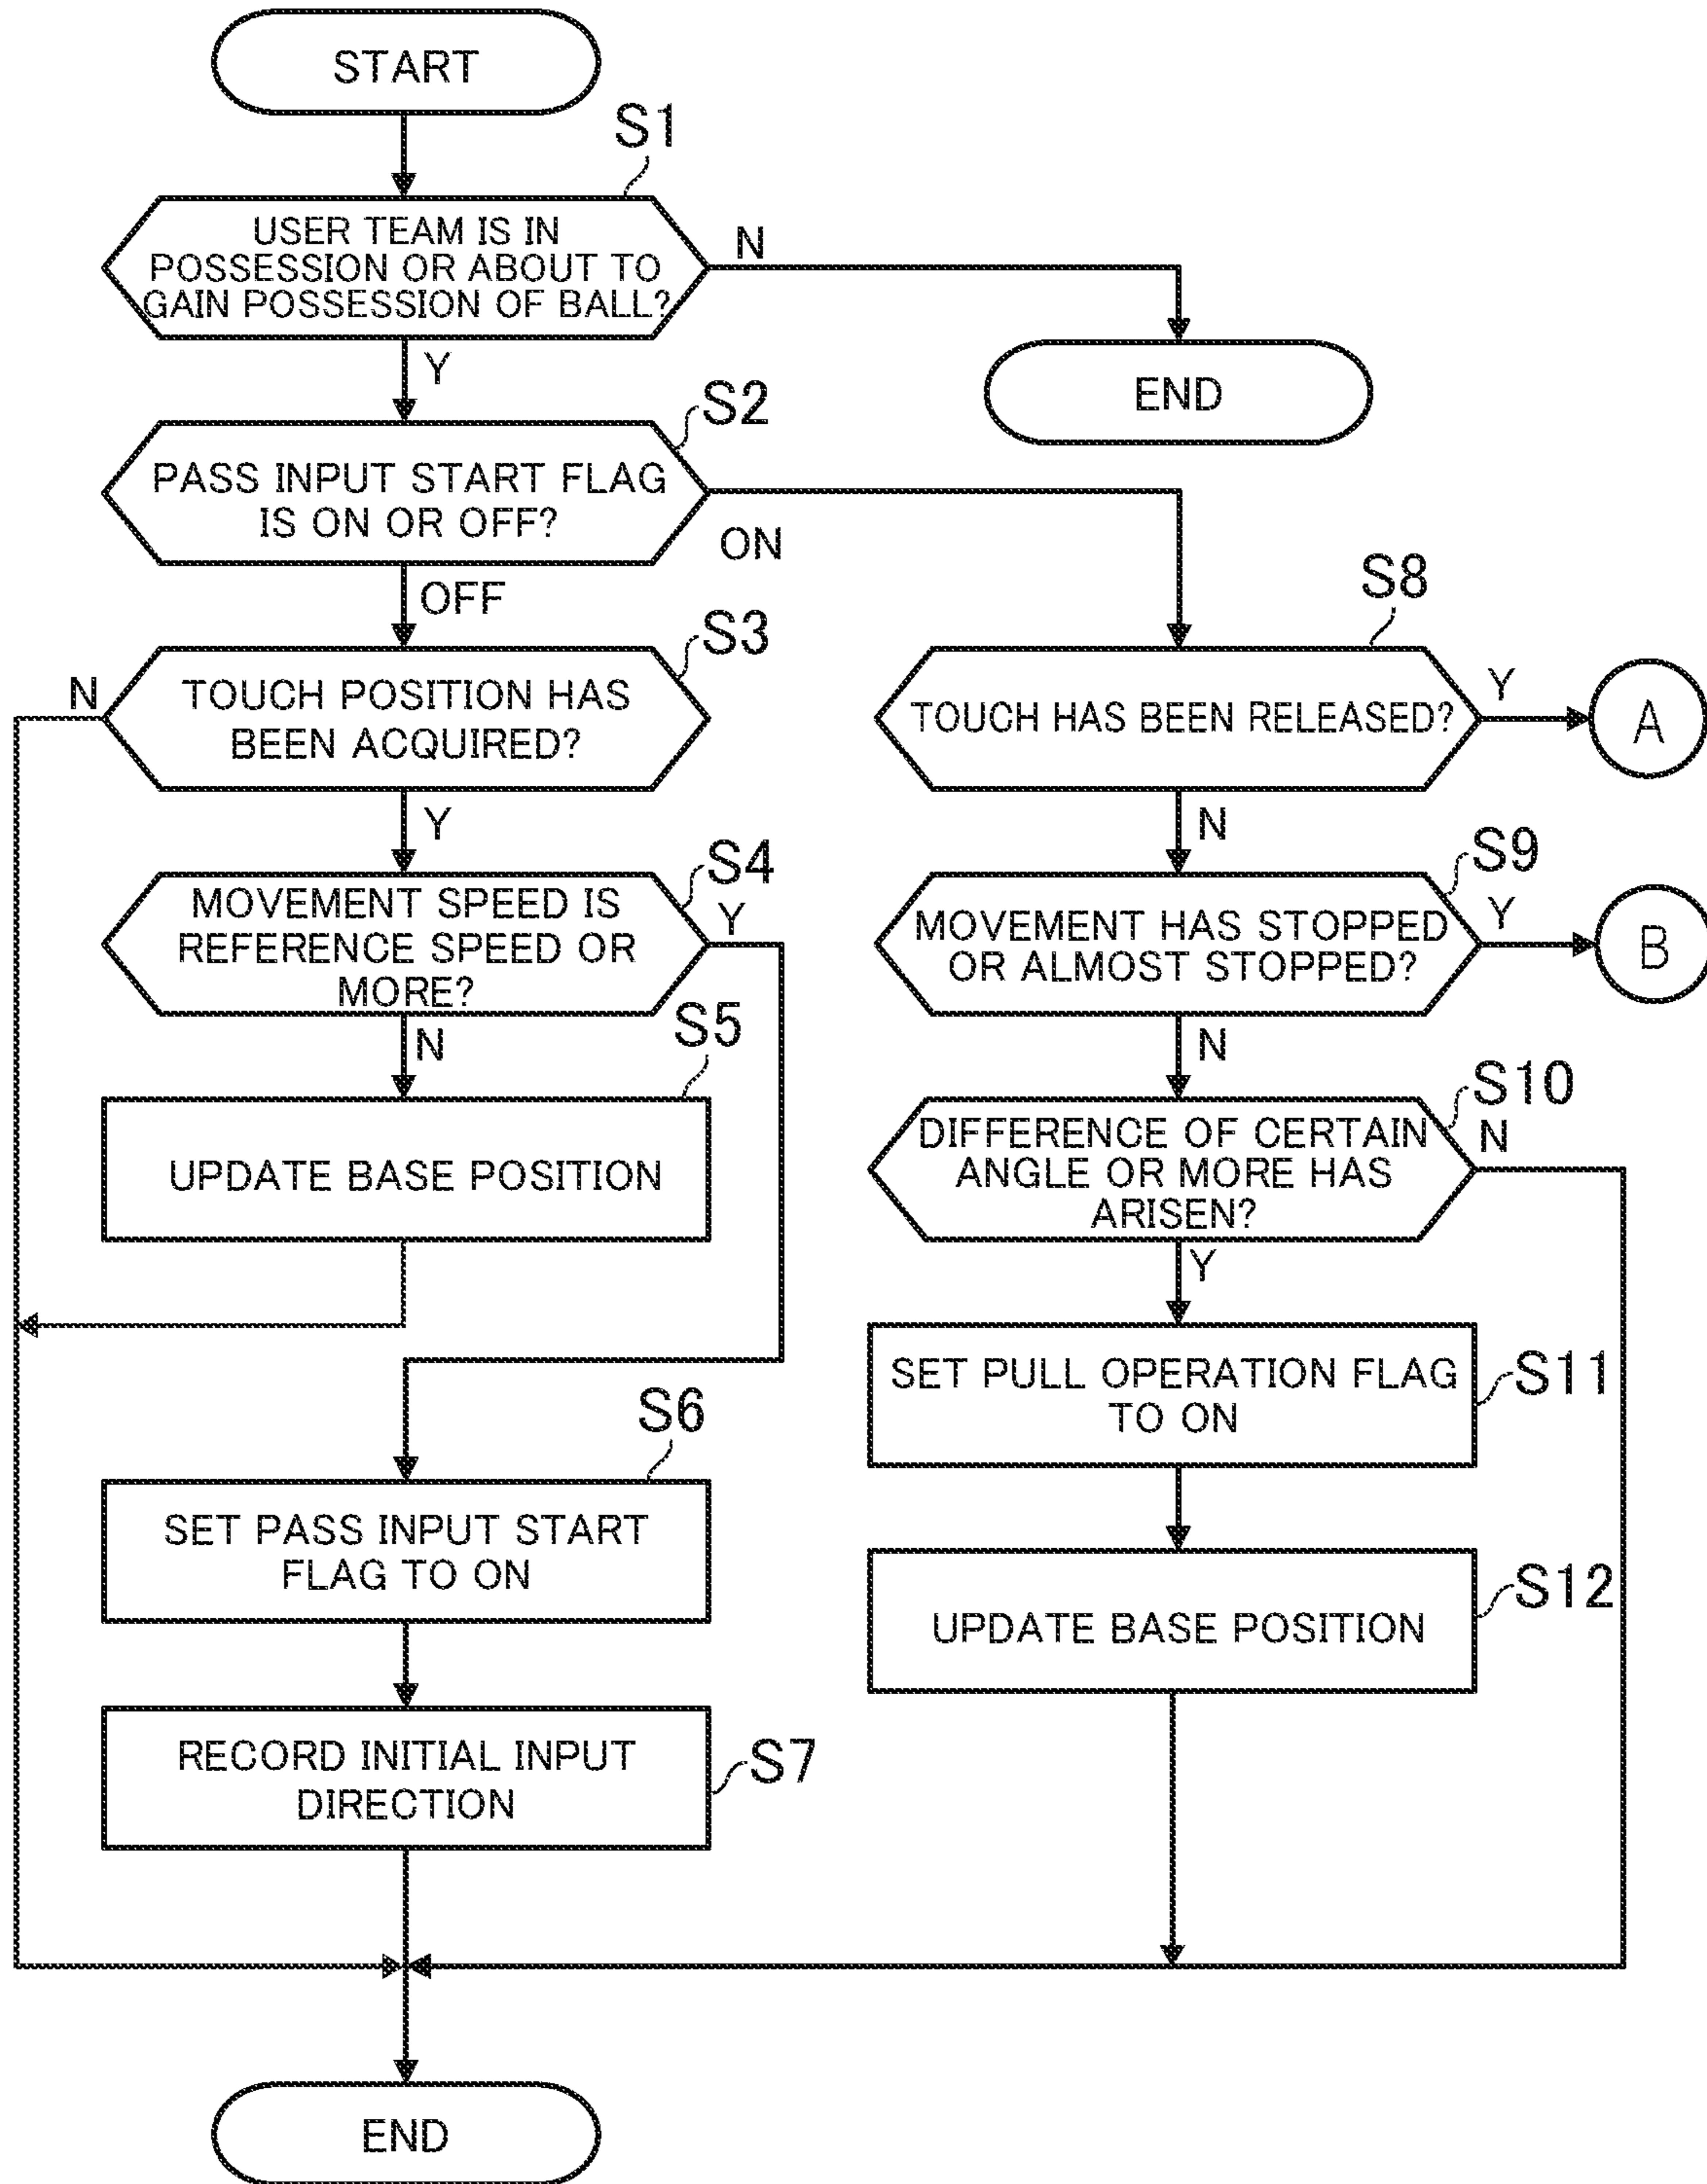 START
S1
USER TEAM IS IN
POSSESSION OR ABOUT TO
GAIN POSSESSION OF BALL?
N
Y
END
S2
PASS INPUT START FLAG
IS ON OR OFF?
ON
OFF
S3
N
TOUCH POSITION HAS
BEEN ACQUIRED?
Y
S4
MOVEMENT SPEED IS
REFERENCE SPEED OR
MORE?
Y
N
S5
UPDATE BASE POSITION
S6
SET PASS INPUT START
FLAG TO ON
RECORD INITIAL INPUT
DIRECTION
S7
S8
TOUCH HAS BEEN RELEASED?
Y
A
N
S9
MOVEMENT HAS STOPPED
OR ALMOST STOPPED?
Y
B
N
S10
DIFFERENCE OF CERTAIN
ANGLE OR MORE HAS
ARISEN?
N
Y
SET PULL OPERATION FLAG
TO ON
S11
UPDATE BASE POSITION
S12
END